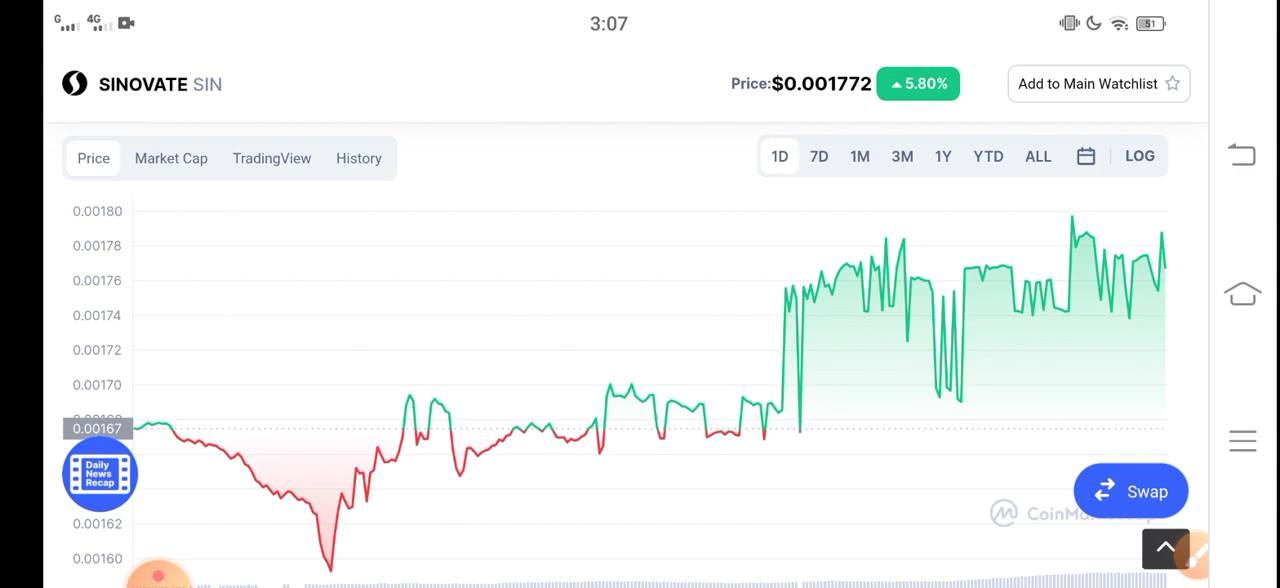 G 4G 3:07 51
SINOVATE SIN Price:$0.001772 5.80% Add to Main Watchlist
Price Market Cap TradingView History 1D 7D 1M 3M 1Y YTD ALL LOG
0.00180
0.00178
0.00176
0.00174
0.00172
0.00170
0.00167
Daily
News
Recap
Swap
0.00162
0.00160